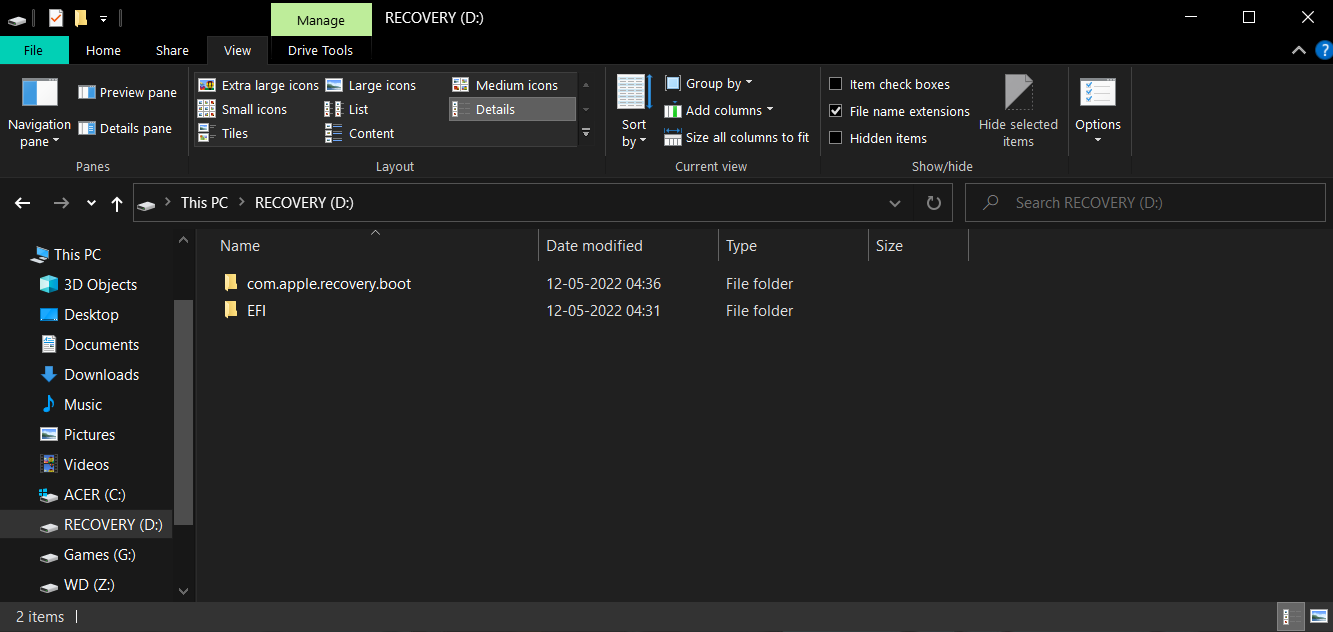 Manage
RECOVERY (D:)
File
Home
Share
View
Drive Tools
?
Navigation
pane
Preview pane
Details pane
Panes
Extra large icons
Large icons
Medium icons
Small icons
List
Details
Tiles
Content
Layout
Sort
by
Group by
Add columns
Size all columns to fit
Current view
Item check boxes
File name extensions
Hidden items
Hide selected
items
Show/hide
Options
This PC
RECOVERY (D:)
Search RECOVERY (D:)
This PC
3D Objects
Desktop
Documents
Downloads
Music
Pictures
Videos
ACER (C:)
RECOVERY (D:)
Games (G:)
WD (Z:)
Name
Date modified
Type
Size
com.apple.recovery.boot
12-05-2022 04:36
File folder
EFI
12-05-2022 04:31
File folder
2 items